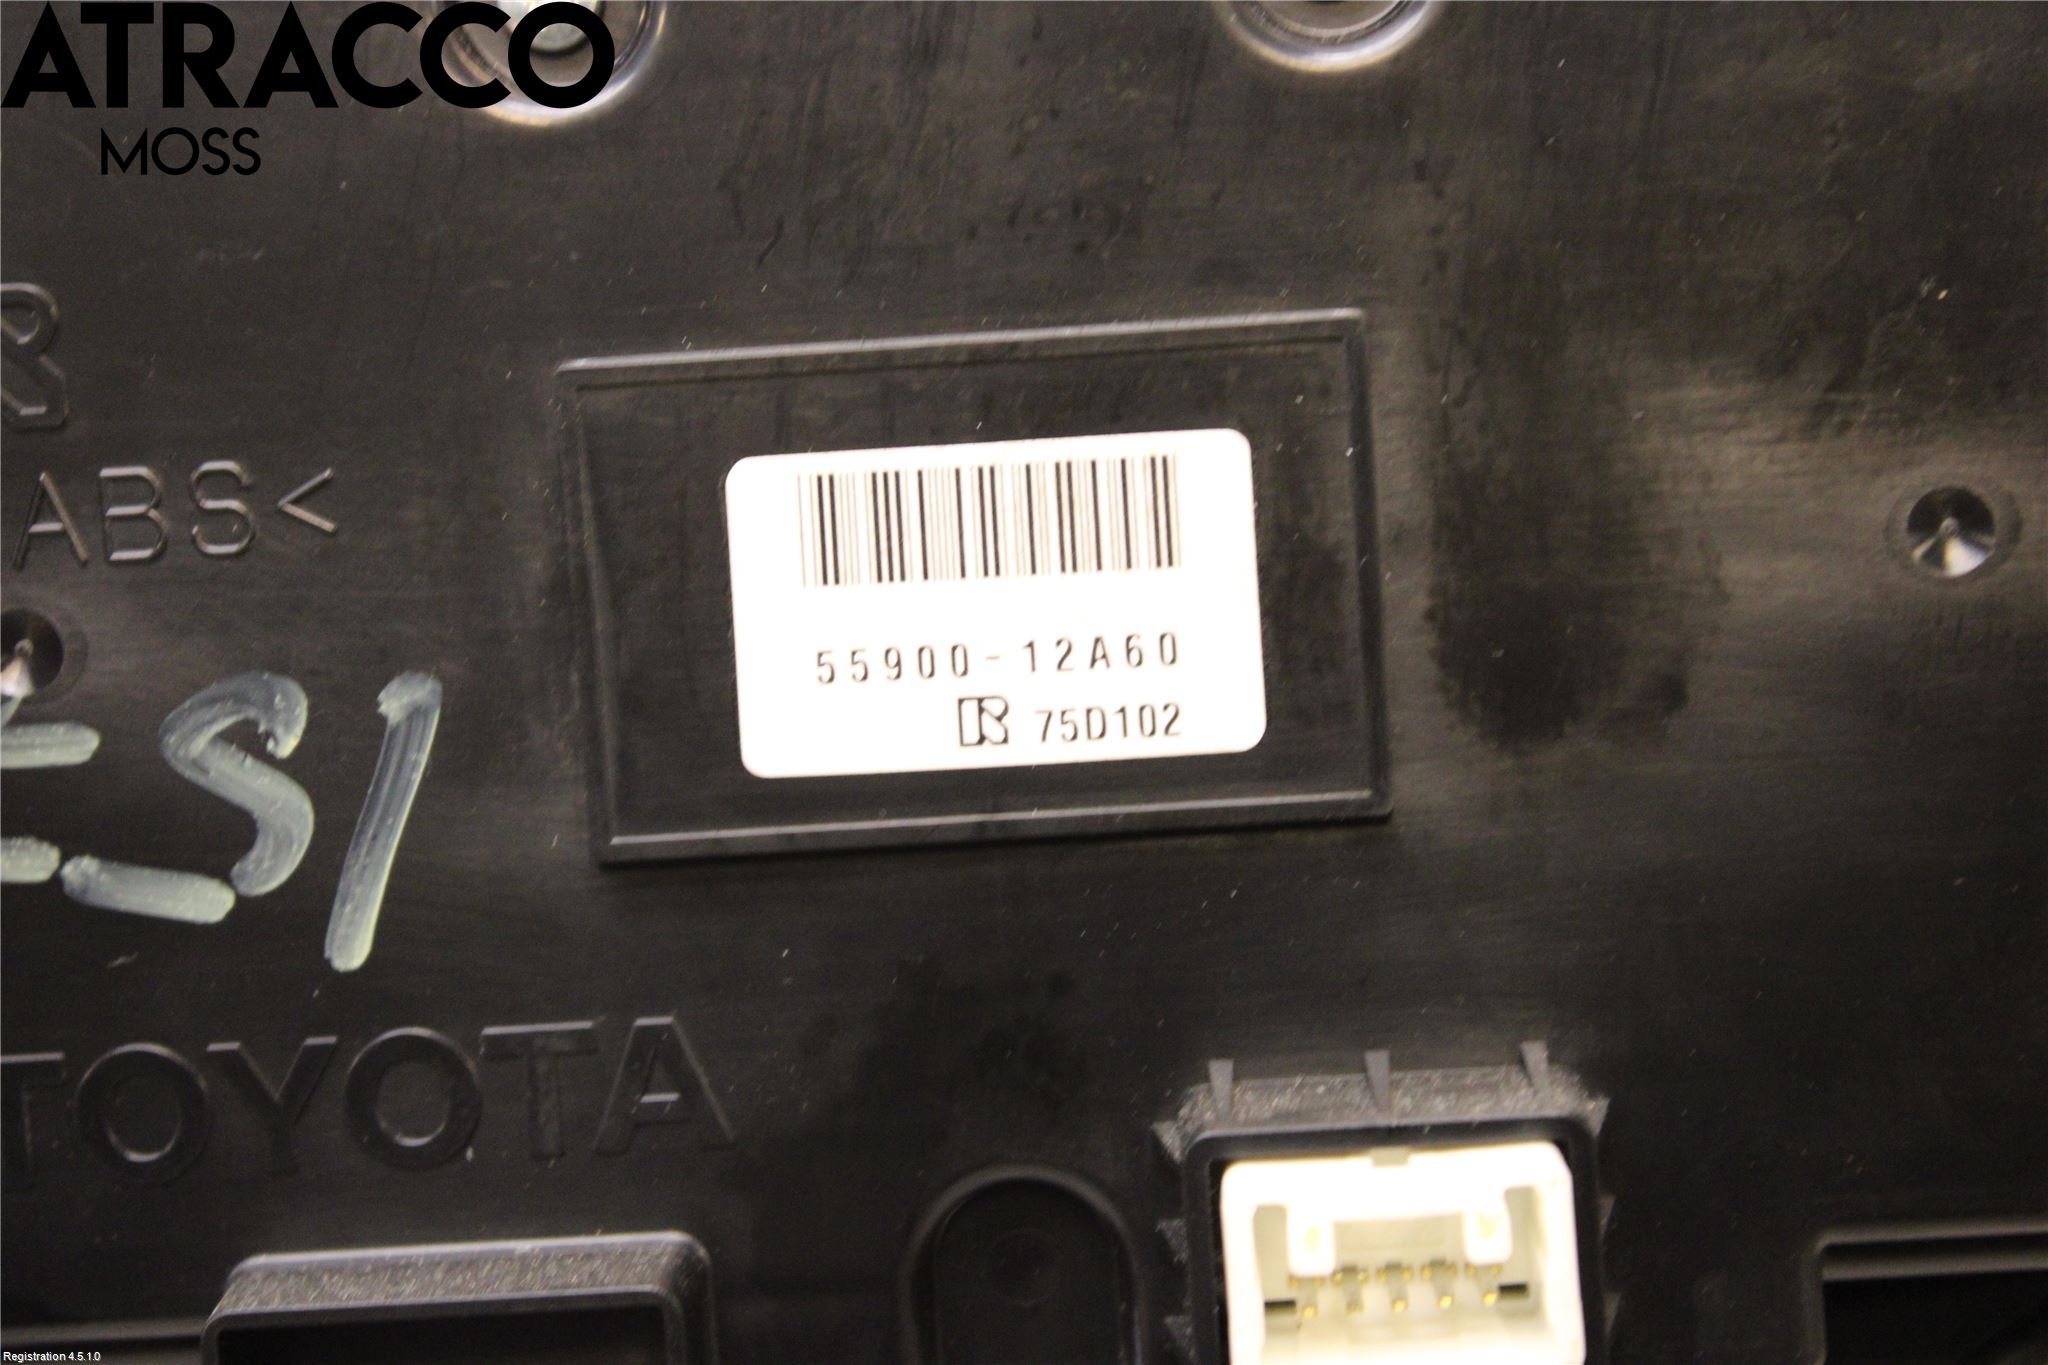 ATRACCO
MOSS
ABS<
55900-12A60
75D102
TOYOTA
Registration 4.5.1.0